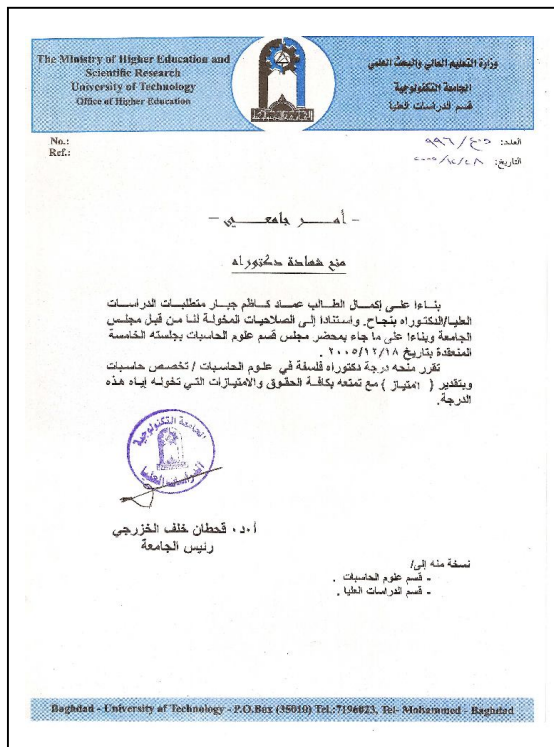 The Ministry of Higher Education and
Scientific Research
University of Technology
Office of Higher Education
وزارة التعليم العالي والبحث العلمي
الجامعة التكنولوجية
قسم الدراسات العليا
No.:
Ref.:
العدد:
التاريخ:
- أمـــر جامعـــي -
منح شهادة دكتوراه
بناءا على إكمال الطالب عماد كاظم جبار متطلبات الدراسات
العليا/الدكتوراه بنجاح. واستنادا إلى الصلاحيات المخولة لنا من قبل مجلس
الجامعة وبناءا على ما جاء بمحضر مجلس قسم علوم الحاسبات بجلسته الخامسة
المنعقدة بتاريخ ٢٠٠٥/١٢/١٨ .
تقرر منحه درجة دكتوراه فلسفة في علوم الحاسبات / تخصص حاسبات
وبتقدير ( امتياز ) مع تمتعه بكافة الحقوق والامتيازات التي تخوله إياه هذه
الدرجة.
الجامعة التكنولوجية
الدراسات العليا
أ.د. قحطان خلف الخزرجي
رئيس الجامعة
نسخة منه إلى/
- قسم علوم الحاسبات .
- قسم الدراسات العليا .
Baghdad - University of Technology - P.O.Box (35010) Tel.:7196023, Tel- Mohammed - Baghdad